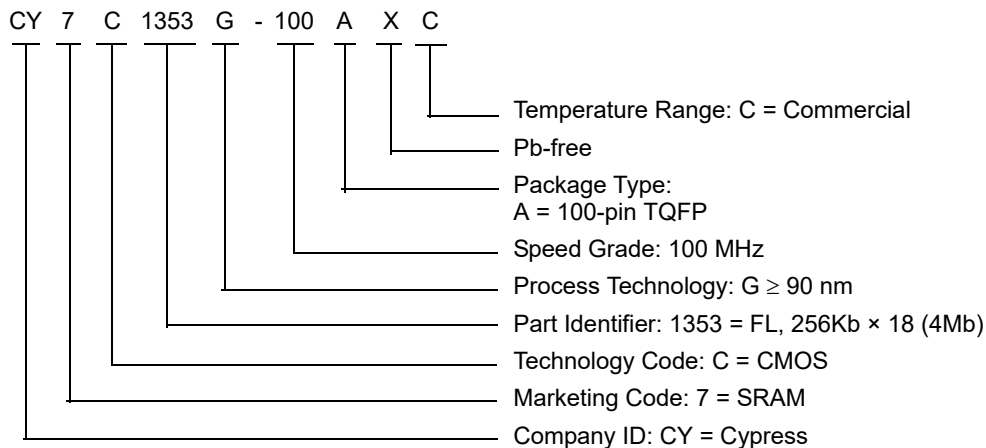 CY 7 C 1353 G - 100 A X C
Temperature Range: C = Commercial
Pb-free
Package Type:
A = 100-pin TQFP
Speed Grade: 100 MHz
Process Technology: G ≥ 90 nm
Part Identifier: 1353 = FL, 256Kb × 18 (4Mb)
Technology Code: C = CMOS
Marketing Code: 7 = SRAM
Company ID: CY = Cypress